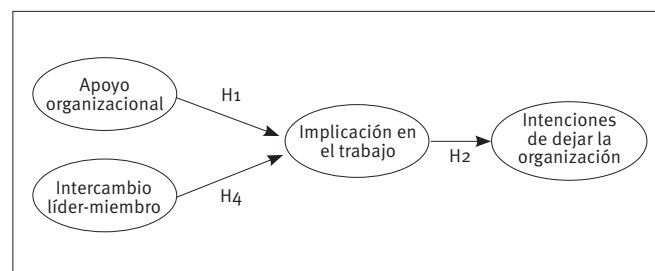 Apoyo
organizacional
H1
Implicación en
el trabajo
H2
Intenciones
de dejar la
organización
Intercambio
líder-miembro
H4